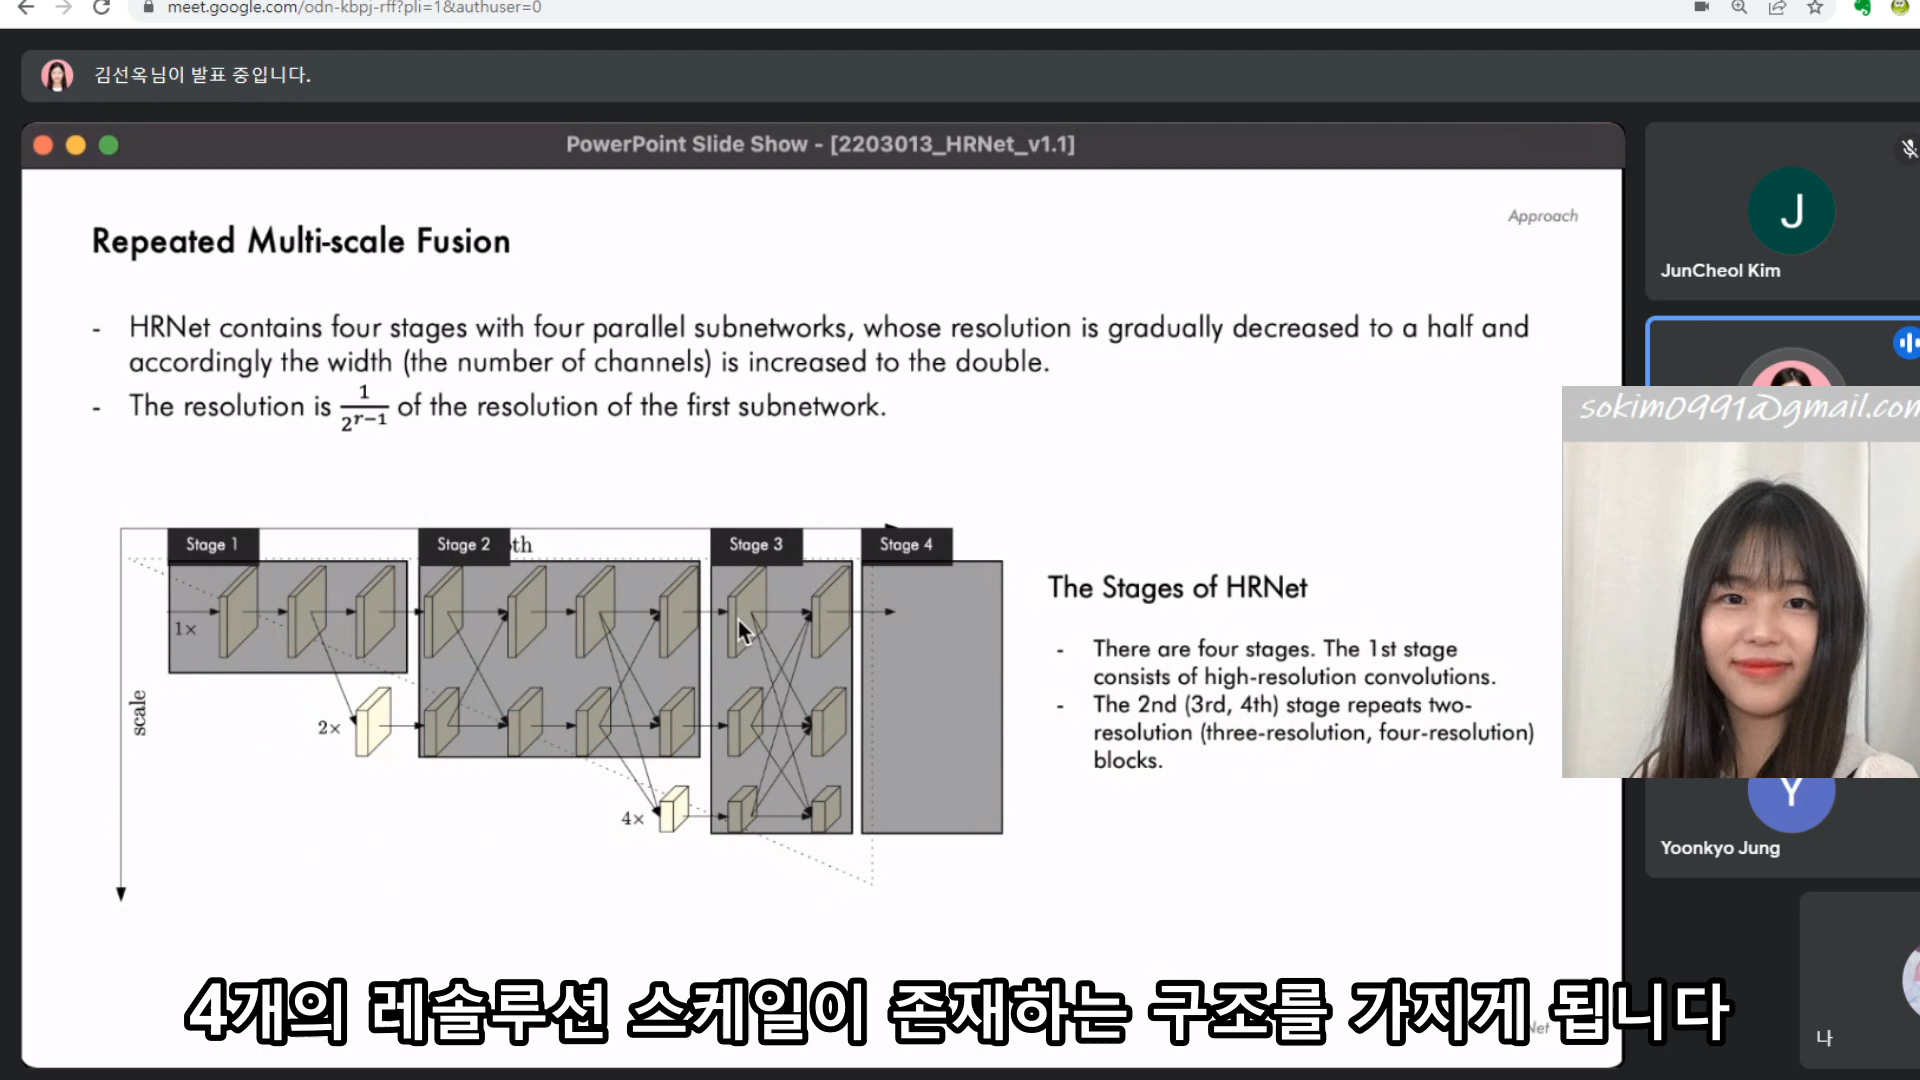 meet.google.com/odn-kbpj-rff?pli=1&authuser=0
김선옥님이 발표 중입니다.
PowerPoint Slide Show - [2203013_HRNet_v1.1]
Approach
Repeated Multi-scale Fusion
- HRNet contains four stages with four parallel subnetworks, whose resolution is gradually decreased to a half and
accordingly the width (the number of channels) is increased to the double.
- The resolution is 1/2^(r-1) of the resolution of the first subnetwork.
Stage 1
Stage 2
th
Stage 3
Stage 4
1×
2×
4×
scale
The Stages of HRNet
- There are four stages. The 1st stage
consists of high-resolution convolutions.
- The 2nd (3rd, 4th) stage repeats two-
resolution (three-resolution, four-resolution)
blocks.
J
JunCheol Kim
sokim0991@gmail.com
Y
Yoonkyo Jung
나
4개의 레솔루션 스케일이 존재하는 구조를 가지게 됩니다
Net